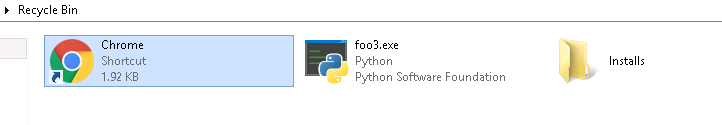 Recycle Bin
Chrome
Shortcut
1.92 KB
foo3.exe
Python
Python Software Foundation
Installs